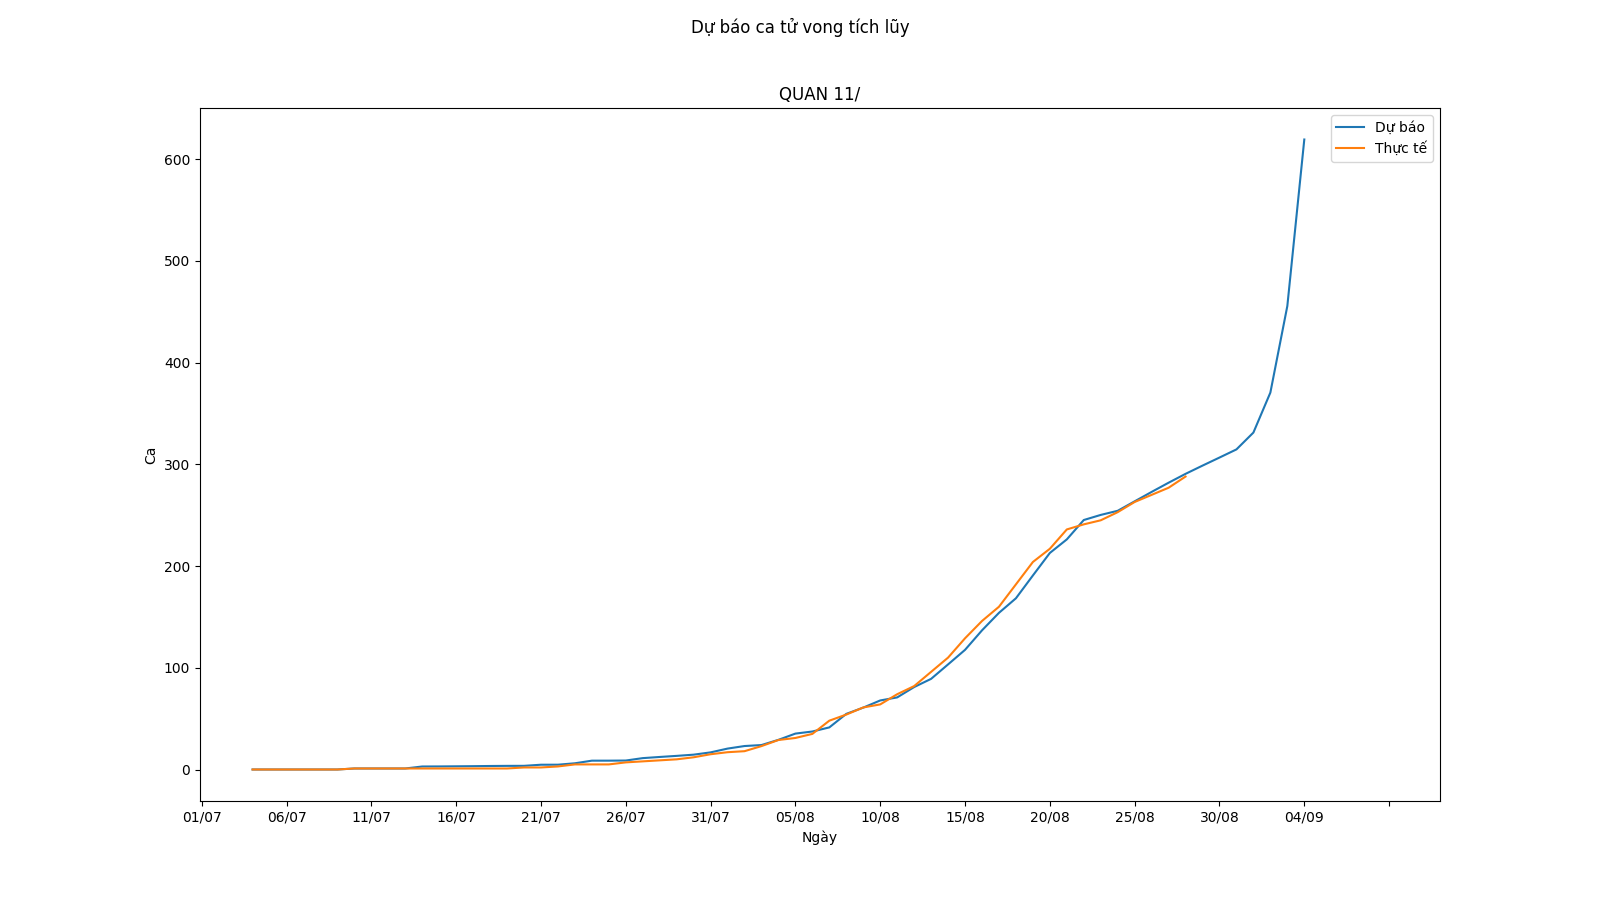 Dự báo ca tử vong tích lũy
QUAN 11/
Dự báo
Thực tế
600
500
400
300
200
100
0
Ca
01/07 06/07 11/07 16/07 21/07 26/07 31/07 05/08 10/08 15/08 20/08 25/08 30/08 04/09
Ngày